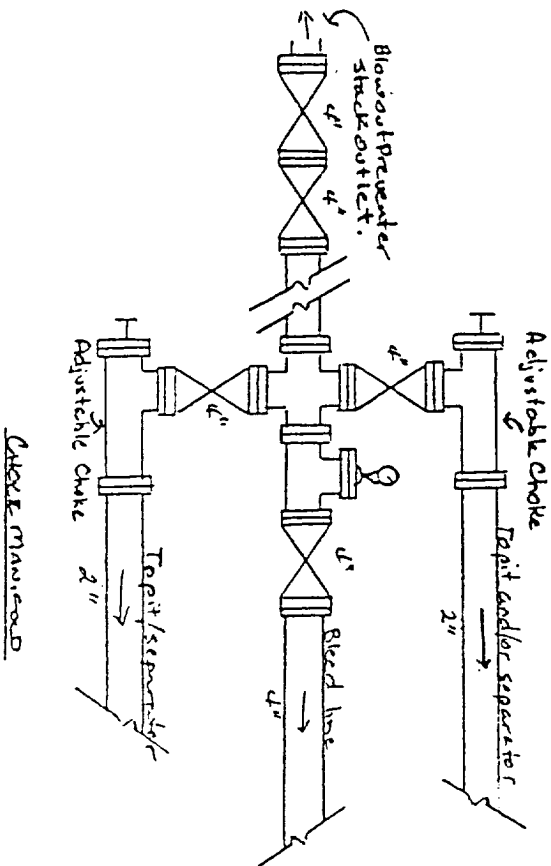 Blowout Preventer
stack outlet.
4"
4"
Adjustable Choke
4"
To pit and/or separator
2"
4"
4"
Bleed line
4"
Adjustable Choke
To pit/separator
2"
CHOKE MANIFOLD